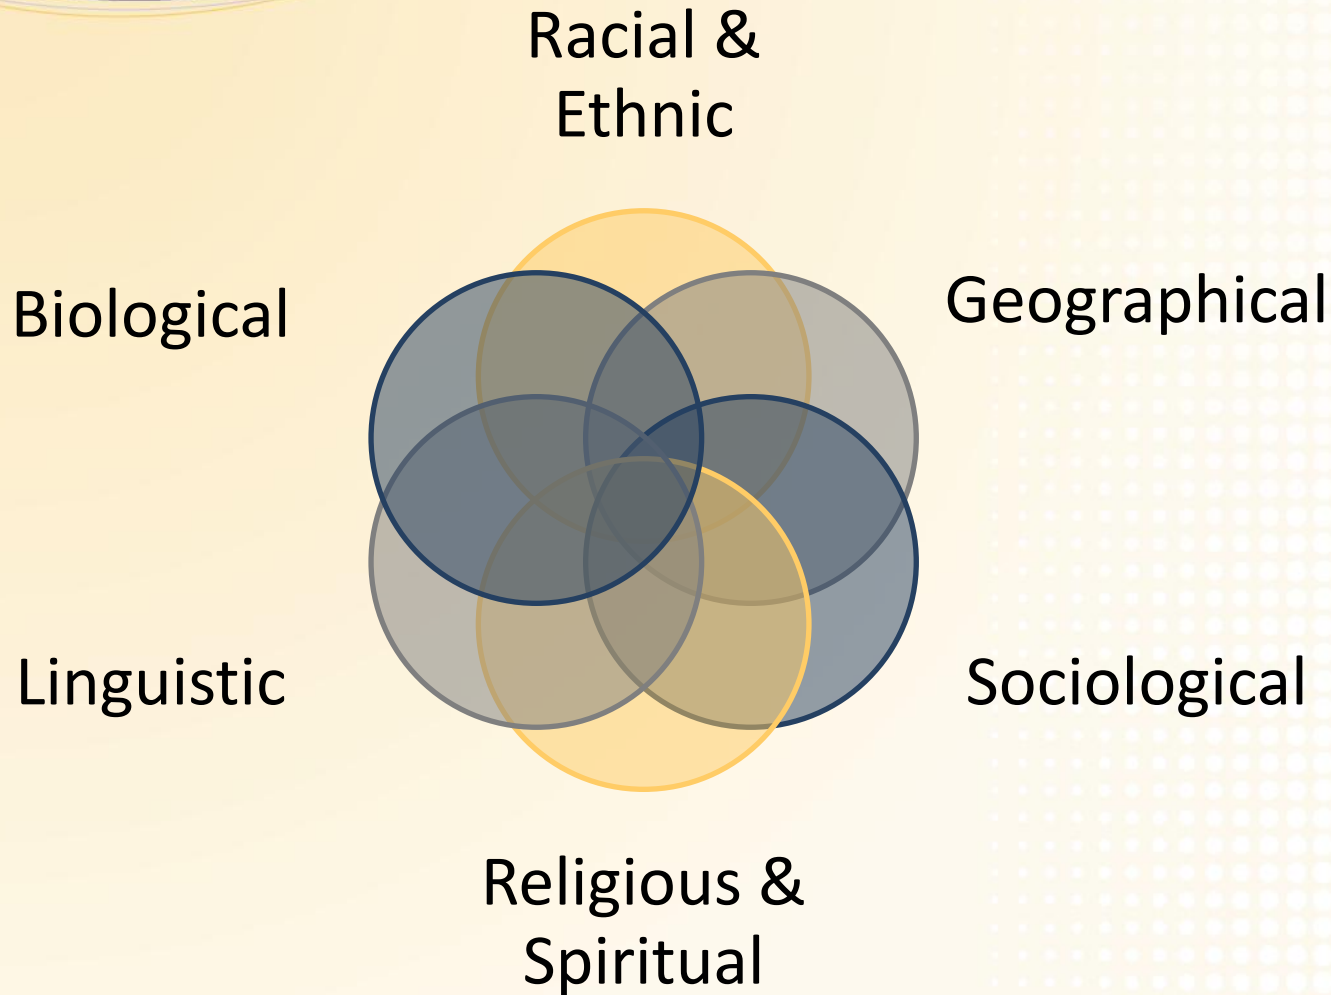 Racial &
Ethnic
Biological
Geographical
Linguistic
Sociological
Religious &
Spiritual